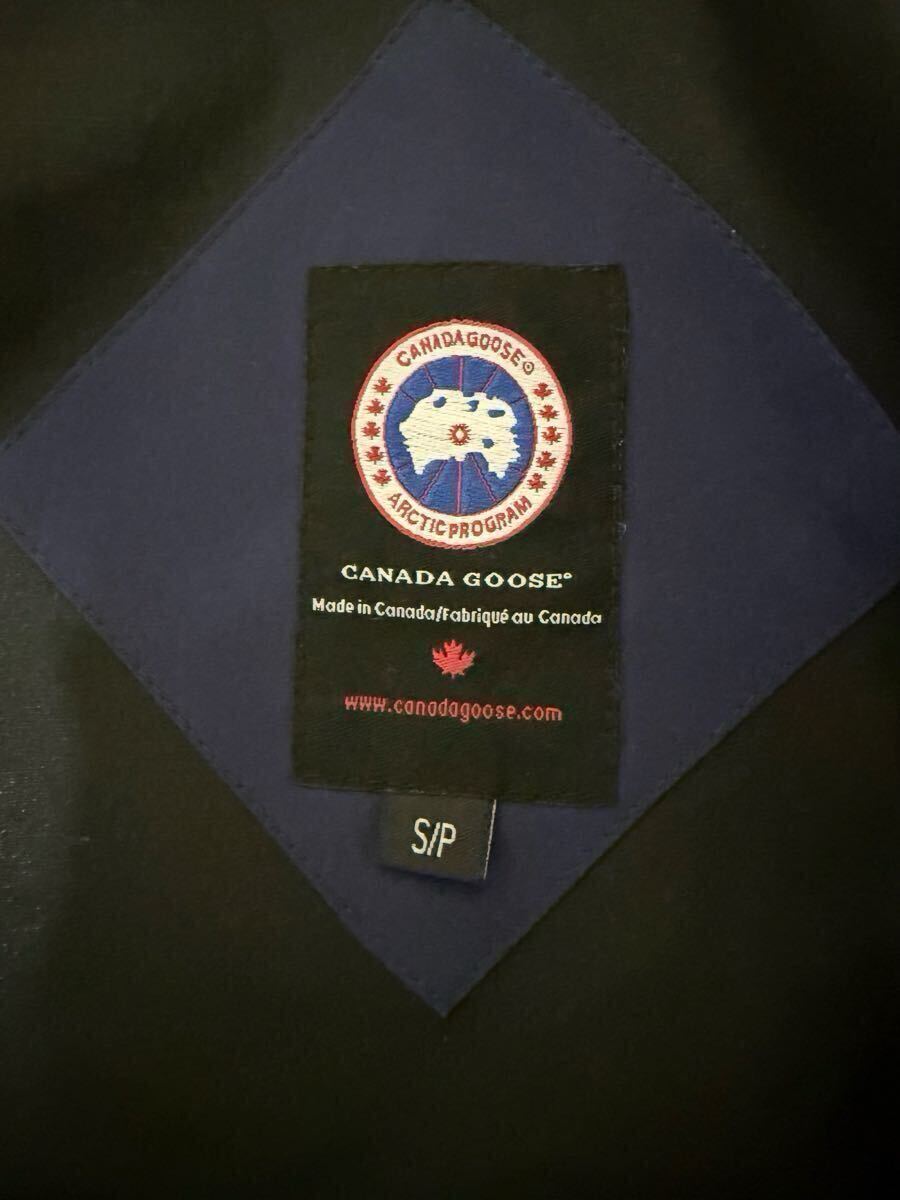 CANADA GOOSE®
ARCTIC PROGRAM
CANADA GOOSE®
Made in Canada/Fabriqué au Canada
www.canadagoose.com
S/P